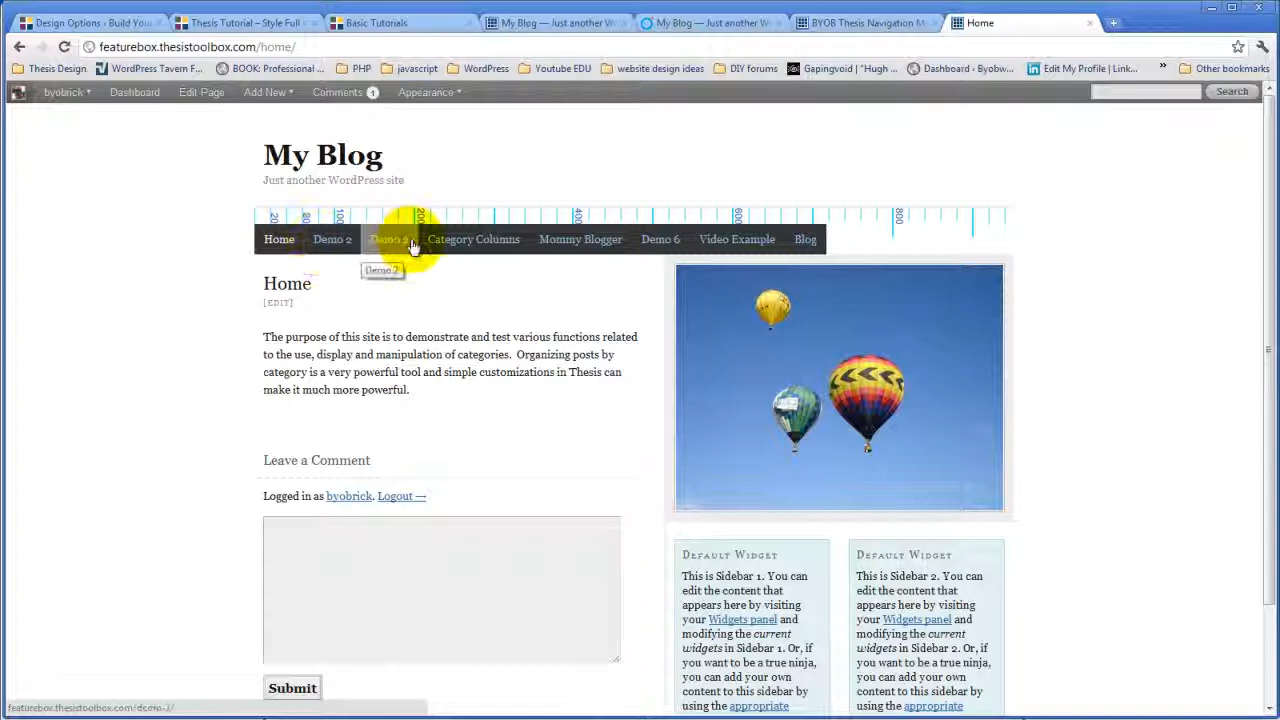 Design Options ‹ Build You
Thesis Tutorial – Style Full
Basic Tutorials
My Blog — Just another W
My Blog — Just another W
BYOB Thesis Navigation M
Home
featurebox.thesistoolbox.com/home/
Thesis Design
WordPress Tavern F...
BOOK: Professional ...
PHP
javascript
WordPress
Youtube EDU
website design ideas
DIY forums
Gapingvoid | "Hugh ...
Dashboard ‹ Byobw...
Edit My Profile | Link...
»
Other bookmarks
byobrick
Dashboard
Edit Page
Add New
Comments 1
Appearance
Search
My Blog
Just another WordPress site
20 80 100 200 400 600 800
Home Demo 2 Category Columns Mommy Blogger Demo 6 Video Example Blog
Home
[EDIT]
The purpose of this site is to demonstrate and test various functions related
to the use, display and manipulation of categories. Organizing posts by
category is a very powerful tool and simple customizations in Thesis can
make it much more powerful.
Leave a Comment
Logged in as byobrick. Logout →
Submit
Default Widget
This is Sidebar 1. You can
edit the content that
appears here by visiting
your Widgets panel and
modifying the current
widgets in Sidebar 1. Or, if
you want to be a true ninja,
you can add your own
content to this sidebar by
using the appropriate
Default Widget
This is Sidebar 2. You can
edit the content that
appears here by visiting
your Widgets panel and
modifying the current
widgets in Sidebar 2. Or, if
you want to be a true ninja,
you can add your own
content to this sidebar by
using the appropriate